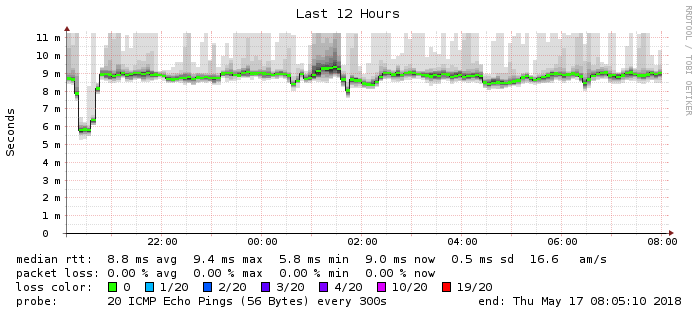 Last 12 Hours
RRDTOOL / TOBI OETIKER
Seconds
11 m
10 m
9 m
8 m
7 m
6 m
5 m
4 m
3 m
2 m
1 m
0
22:00 00:00 02:00 04:00 06:00 08:00
median rtt: 8.8 ms avg 9.4 ms max 5.8 ms min 9.0 ms now 0.5 ms sd 16.6 am/s
packet loss: 0.00 % avg 0.00 % max 0.00 % min 0.00 % now
loss color: 0 1/20 2/20 3/20 4/20 10/20 19/20
probe: 20 ICMP Echo Pings (56 Bytes) every 300s end: Thu May 17 08:05:10 2018